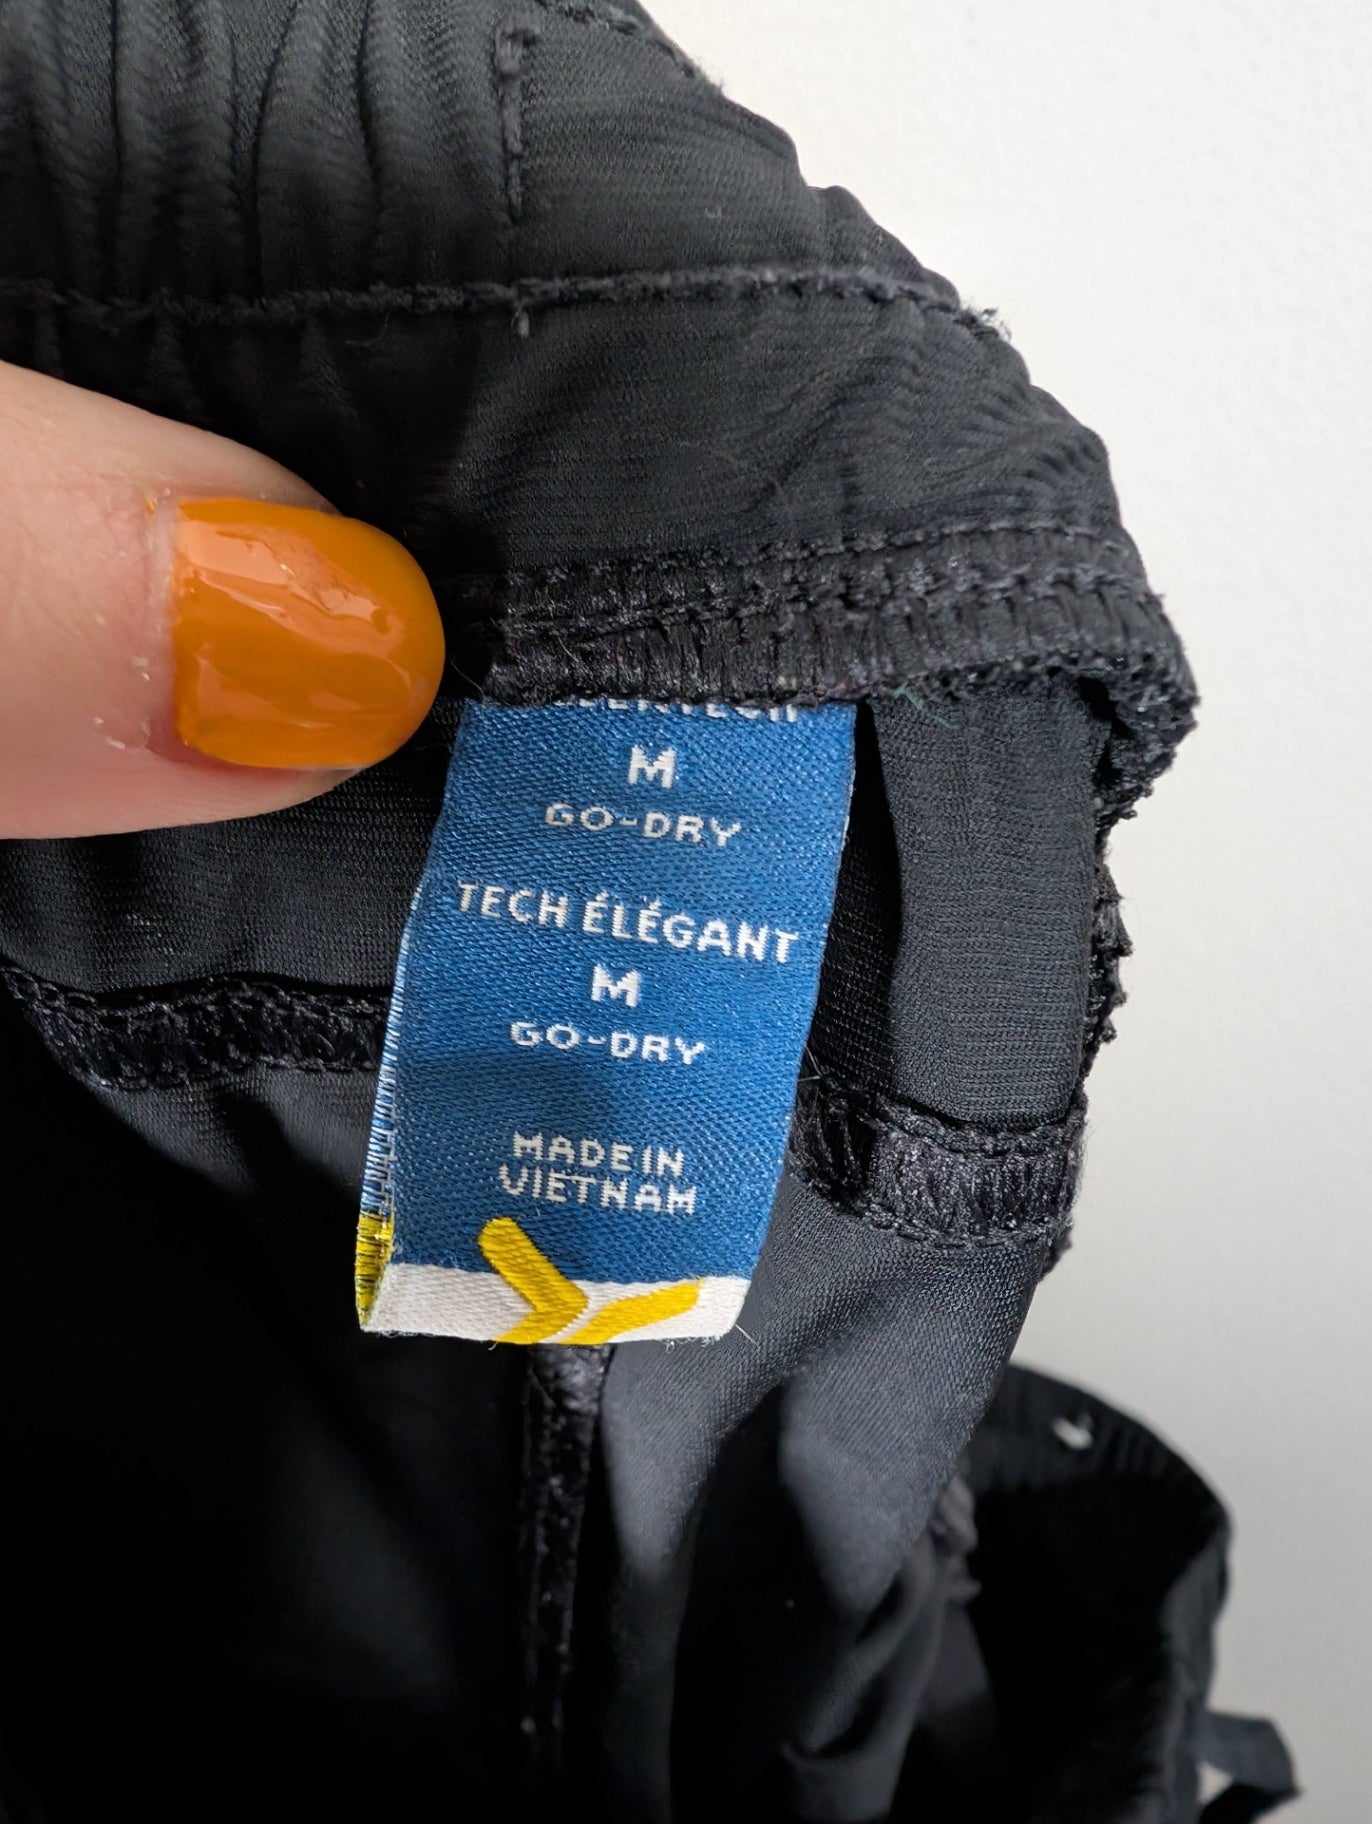 M
GO-DRY
TECH ÉLÉGANT
M
GO-DRY
MADE IN
VIETNAM